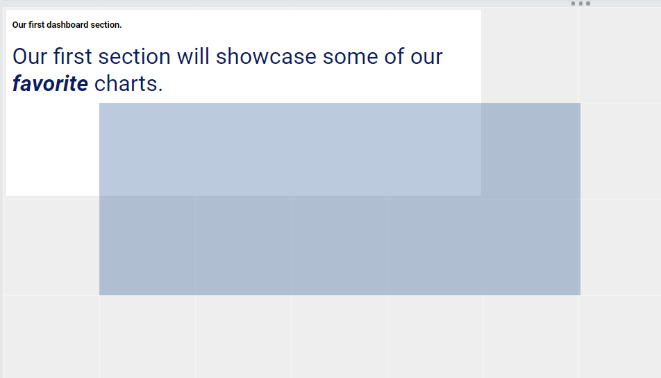 Our first dashboard section.
Our first section will showcase some of our
favorite charts.